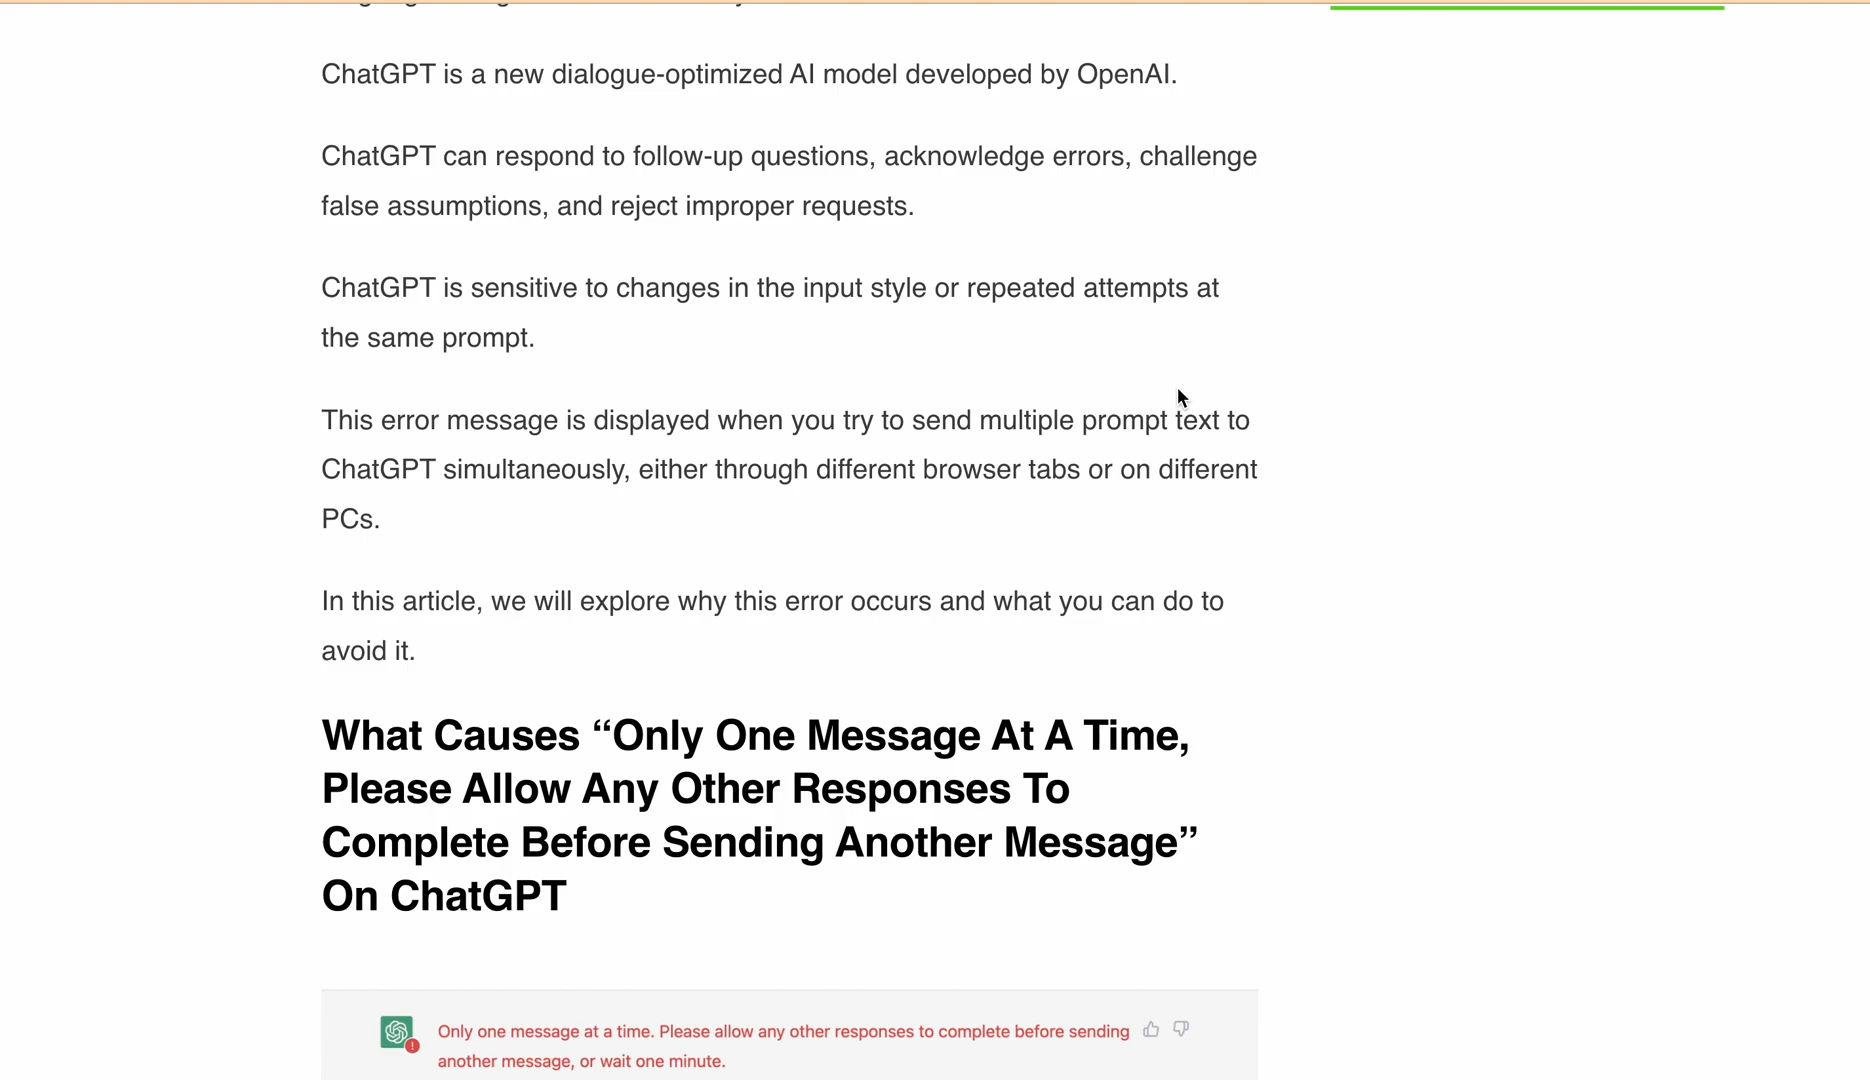 ChatGPT is a new dialogue-optimized AI model developed by OpenAI.
ChatGPT can respond to follow-up questions, acknowledge errors, challenge
false assumptions, and reject improper requests.
ChatGPT is sensitive to changes in the input style or repeated attempts at
the same prompt.
This error message is displayed when you try to send multiple prompt text to
ChatGPT simultaneously, either through different browser tabs or on different
PCs.
In this article, we will explore why this error occurs and what you can do to
avoid it.
What Causes “Only One Message At A Time,
Please Allow Any Other Responses To
Complete Before Sending Another Message”
On ChatGPT
Only one message at a time. Please allow any other responses to complete before sending
another message, or wait one minute.